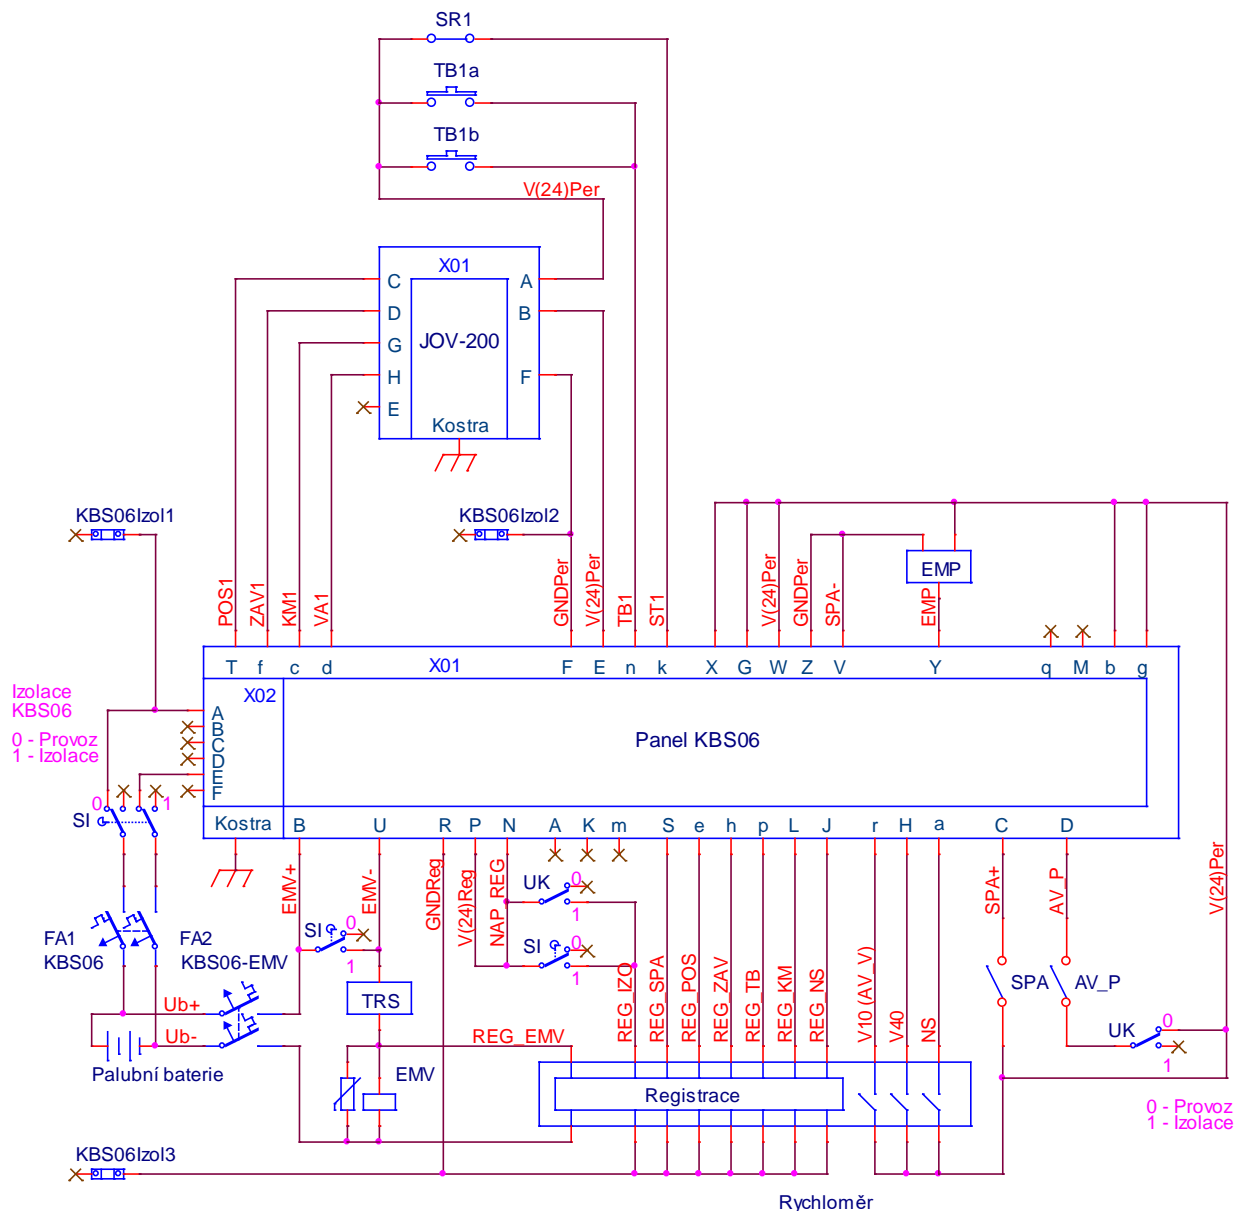 SR1
TB1a
TB1b
V(24)Per
X01
C
A
D
B
JOV-200
G
H
F
E
Kostra
KBS06Izol1
KBS06Izol2
POS1
ZAV1
KM1
VA1
GNDPer
V(24)Per
TB1
ST1
V(24)Per
GNDPer
SPA-
EMP
EMP
T f c d X01 F E n k X G W Z V Y q M b g
Izolace
KBS06
0 - Provoz
1 - Izolace
X02
A
B
C
D
E
F
Panel KBS06
0
1
SI
Kostra B U R P N A K m S e h p L J r H a C D
EMV+
EMV-
GNDReg
V(24)Reg
NAP_REG
UK
0
1
SI
0
1
SI
0
1
FA1
KBS06
FA2
KBS06-EMV
Ub+
Ub-
Palubní baterie
TRS
REG_EMV
EMV
REG_IZO
REG_SPA
REG_POS
REG_ZAV
REG_TB
REG_KM
REG_NS
V10 (AV_V)
V40
NS
SPA+
AV_P
V(24)Per
SPA
AV_P
UK
0
1
Registrace
0 - Provoz
1 - Izolace
KBS06Izol3
Rychloměr